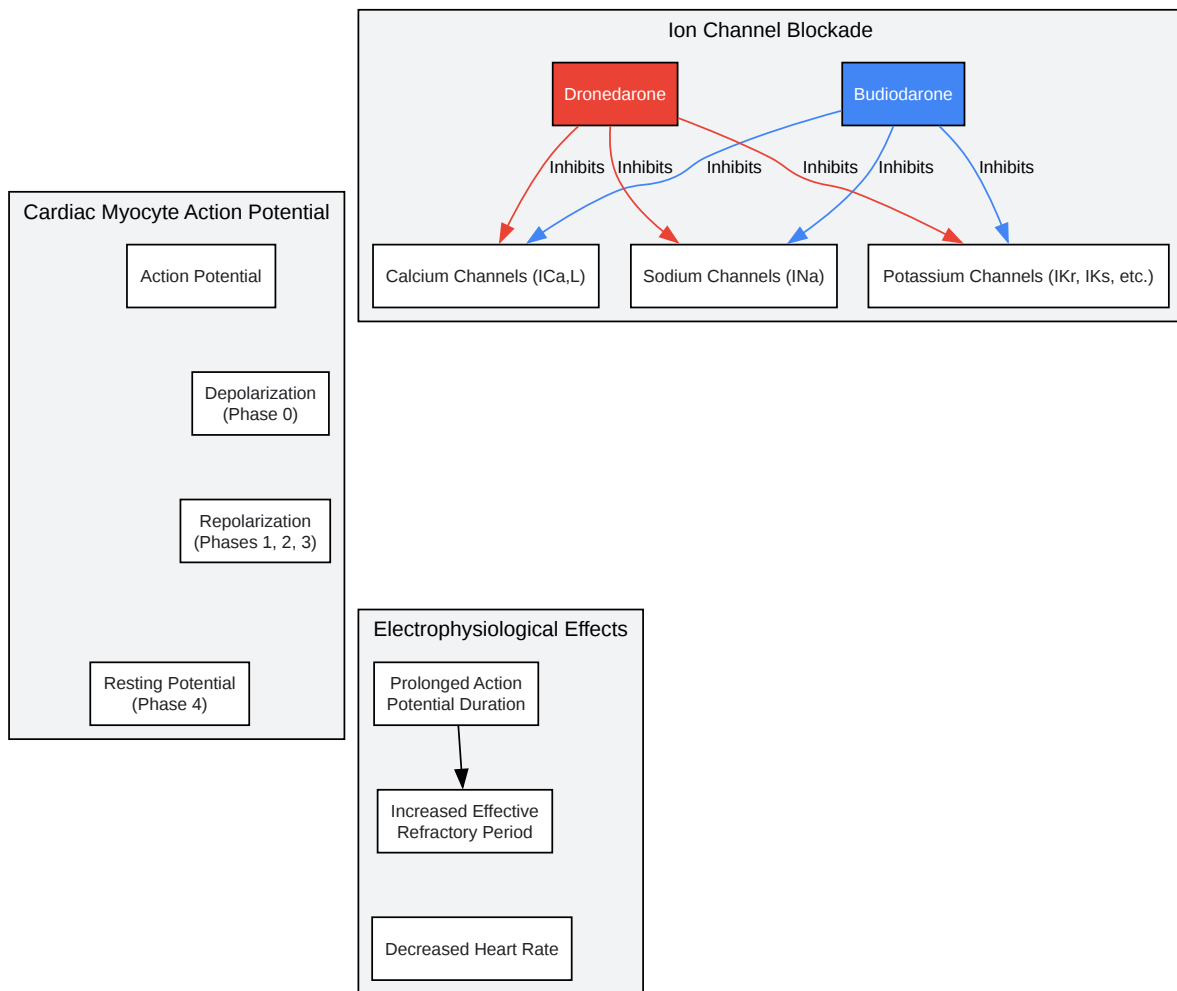 Ion Channel Blockade
Dronedarone
Budiodarone
Inhibits
Inhibits
Inhibits
Inhibits
Inhibits
Inhibits
Calcium Channels (ICa,L)
Sodium Channels (INa)
Potassium Channels (IKr, IKs, etc.)
Cardiac Myocyte Action Potential
Action Potential
Depolarization
(Phase 0)
Repolarization
(Phases 1, 2, 3)
Resting Potential
(Phase 4)
Electrophysiological Effects
Prolonged Action
Potential Duration
Increased Effective
Refractory Period
Decreased Heart Rate